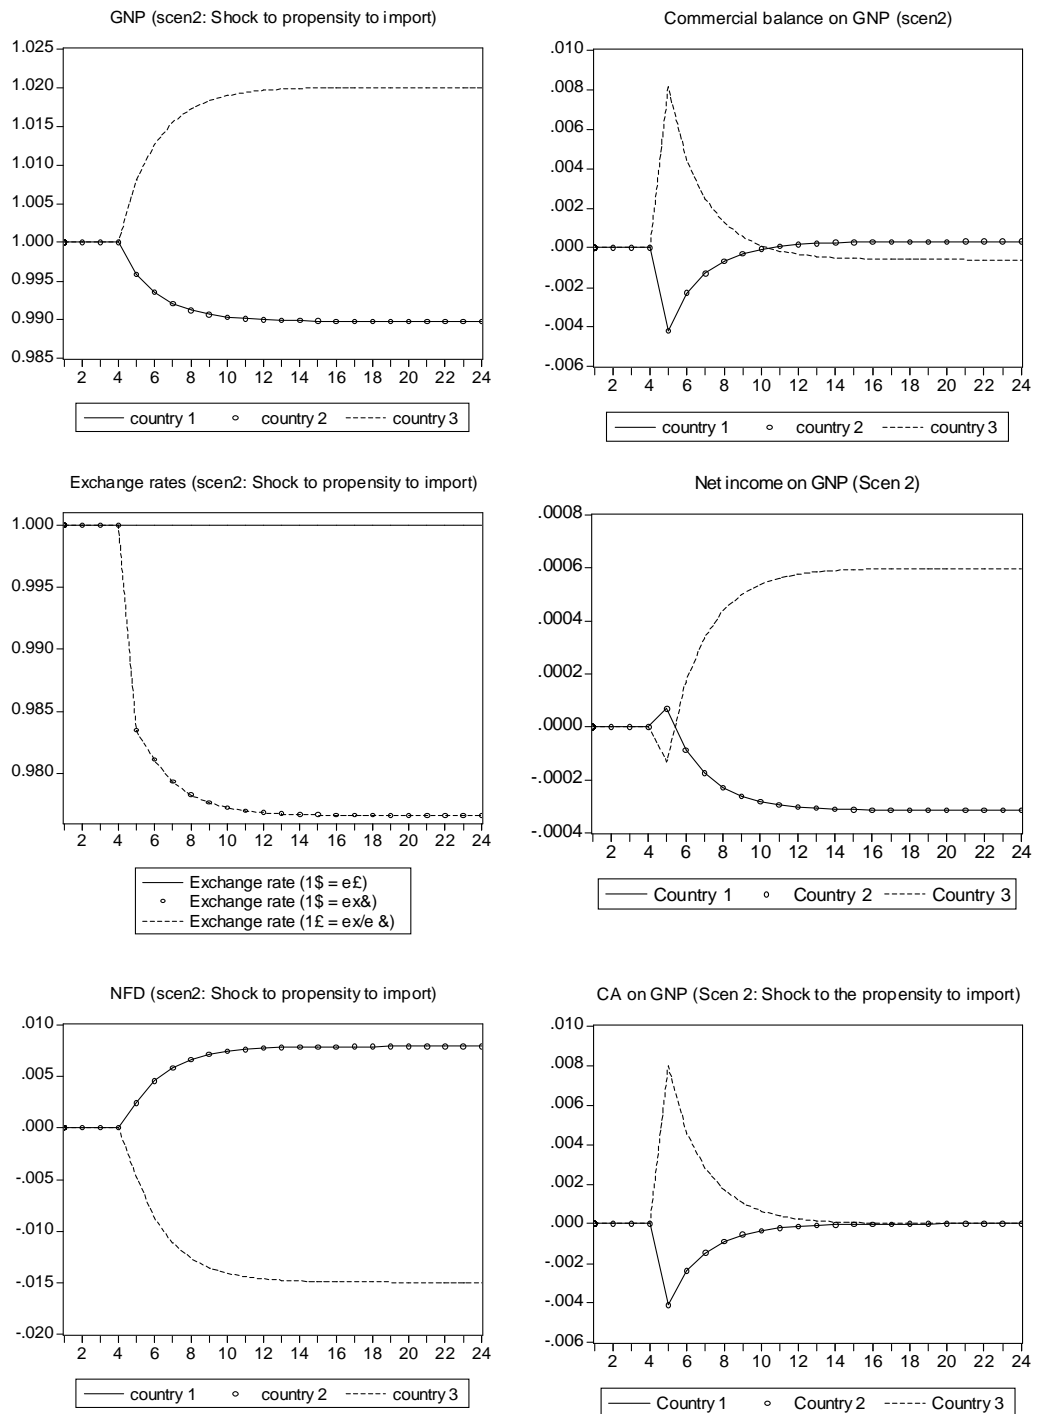 GNP (scen2: Shock to propensity to import)
1.025
1.020
1.015
1.010
1.005
1.000
0.995
0.990
0.985
2 4 6 8 10 12 14 16 18 20 22 24
country 1 country 2 country 3
Commercial balance on GNP (scen2)
.010
.008
.006
.004
.002
.000
-.002
-.004
-.006
2 4 6 8 10 12 14 16 18 20 22 24
country 1 country 2 country 3
Exchange rates (scen2: Shock to propensity to import)
1.000
0.995
0.990
0.985
0.980
2 4 6 8 10 12 14 16 18 20 22 24
Exchange rate (1$ = e£)
Exchange rate (1$ = ex&)
Exchange rate (1£ = ex/e &)
Net income on GNP (Scen 2)
.0008
.0006
.0004
.0002
.0000
-.0002
-.0004
2 4 6 8 10 12 14 16 18 20 22 24
Country 1 Country 2 Country 3
NFD (scen2: Shock to propensity to import)
.010
.005
.000
-.005
-.010
-.015
-.020
2 4 6 8 10 12 14 16 18 20 22 24
country 1 country 2 country 3
CA on GNP (Scen 2: Shock to the propensity to import)
.010
.008
.006
.004
.002
.000
-.002
-.004
-.006
2 4 6 8 10 12 14 16 18 20 22 24
Country 1 Country 2 Country 3